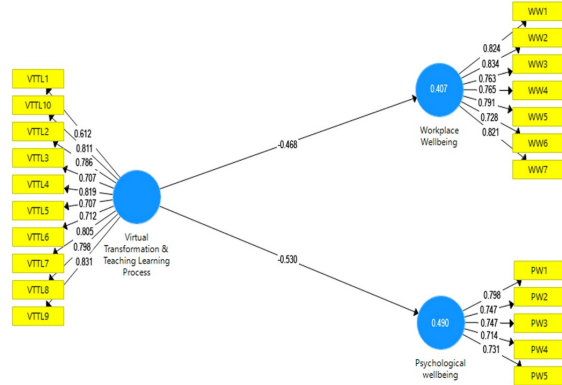 VTTL1
VTTL10
VTTL2
VTTL3
VTTL4
VTTL5
VTTL6
VTTL7
VTTL8
VTTL9
0.612
0.811
0.786
0.707
0.819
0.707
0.712
0.805
0.798
0.831
Virtual
Transformation &
Teaching Learning
Process
-0.468
-0.530
0.407
Workplace
Wellbeing
0.824
0.834
0.763
0.765
0.791
0.728
0.821
WW1
WW2
WW3
WW4
WW5
WW6
WW7
0.490
Psychological
wellbeing
0.798
0.747
0.747
0.714
0.731
PW1
PW2
PW3
PW4
PW5